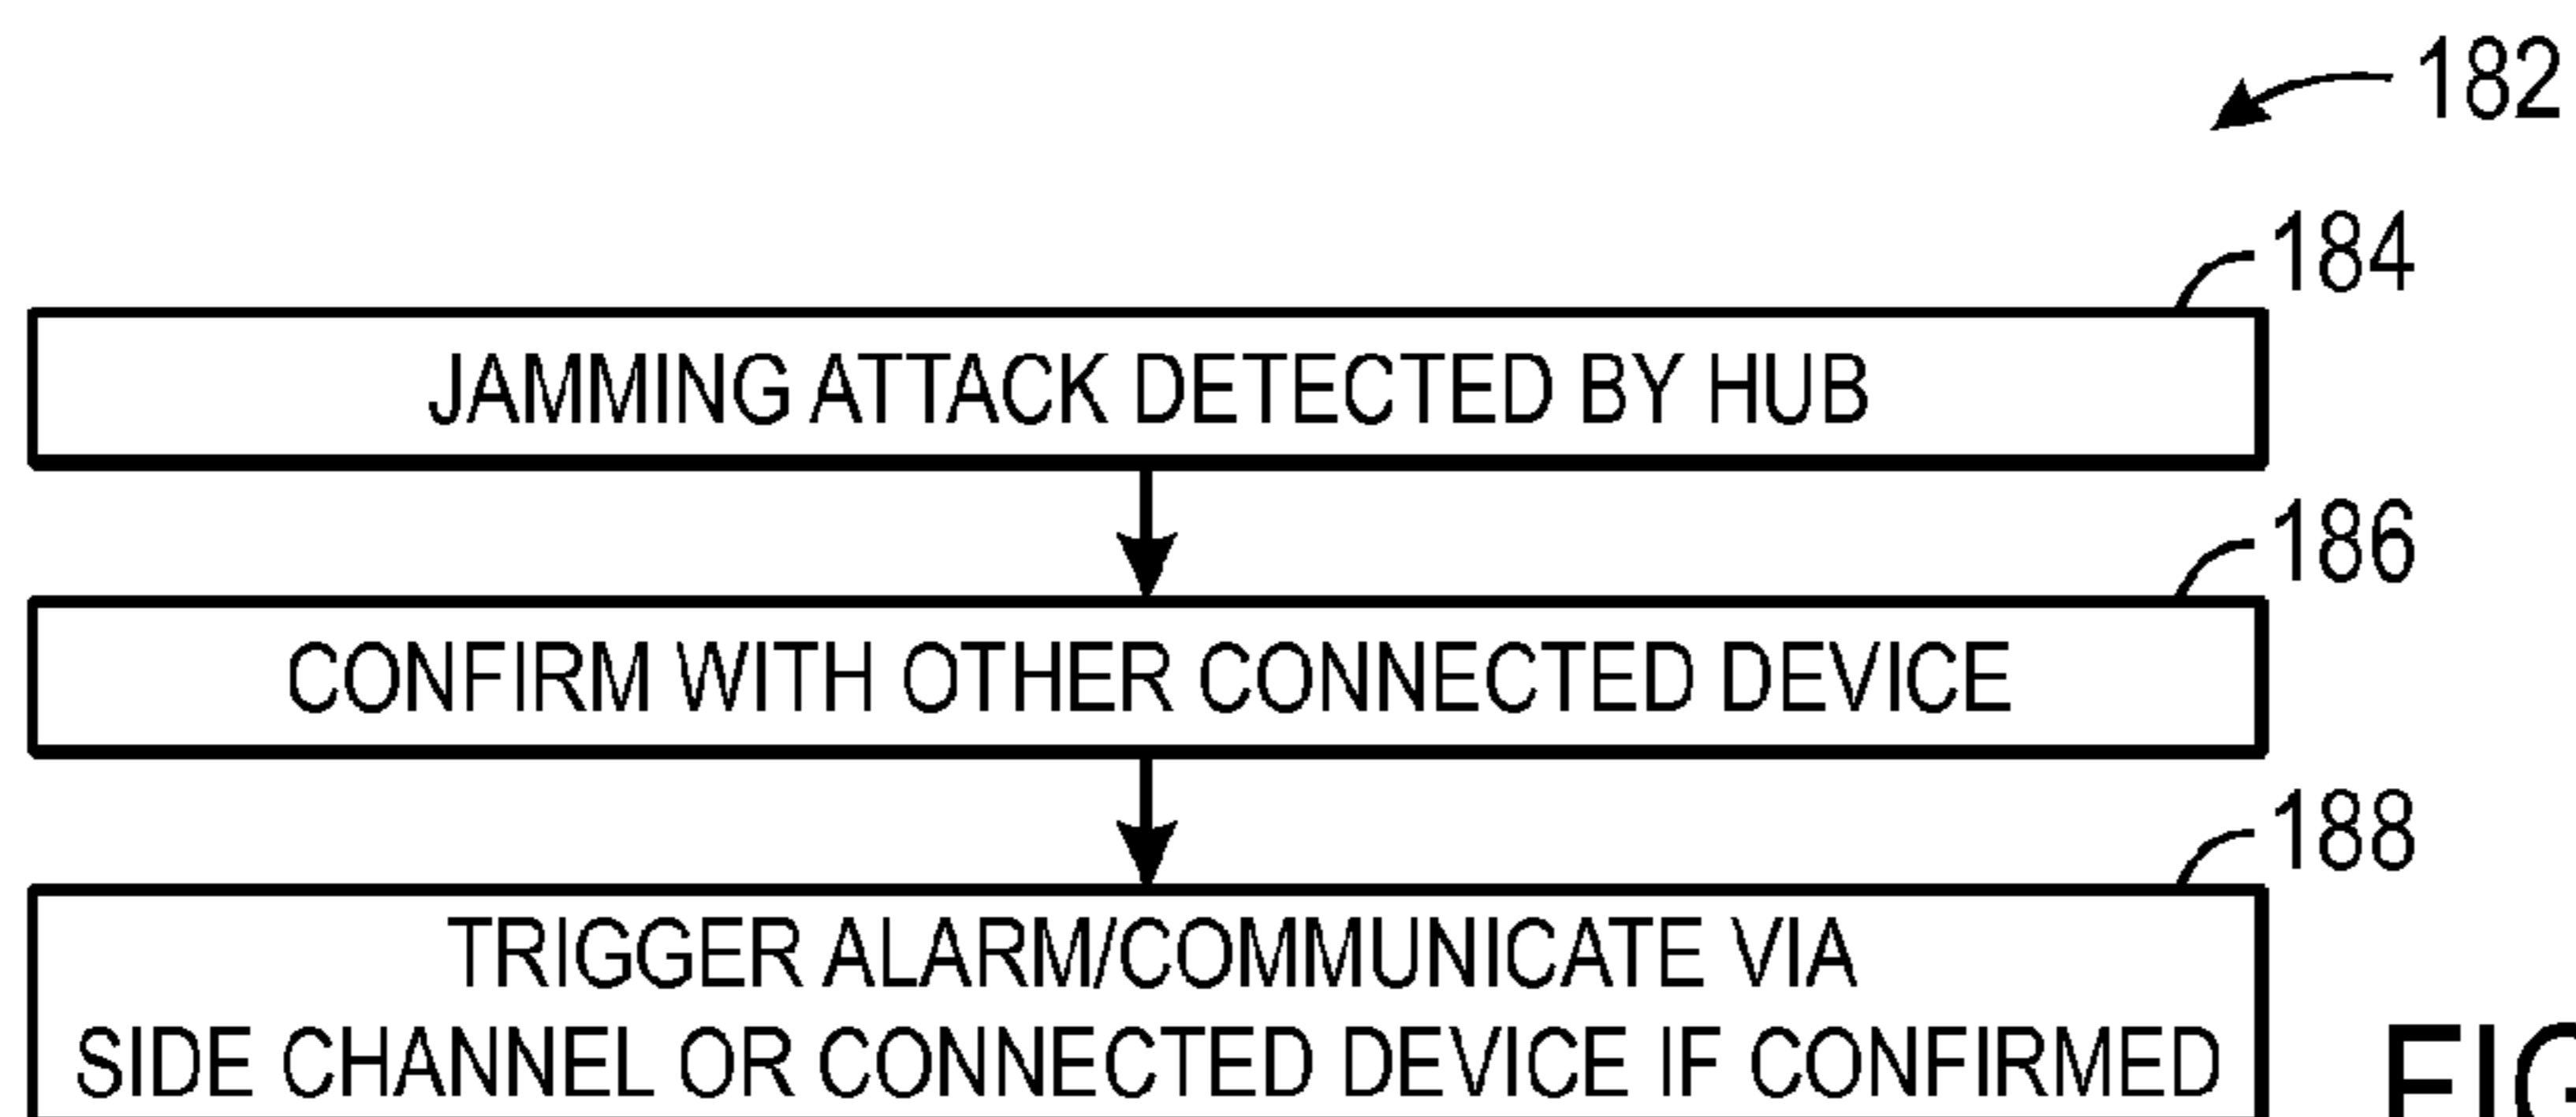 182
184
JAMMING ATTACK DETECTED BY HUB
186
CONFIRM WITH OTHER CONNECTED DEVICE
188
TRIGGER ALARM/COMMUNICATE VIA
SIDE CHANNEL OR CONNECTED DEVICE IF CONFIRMED